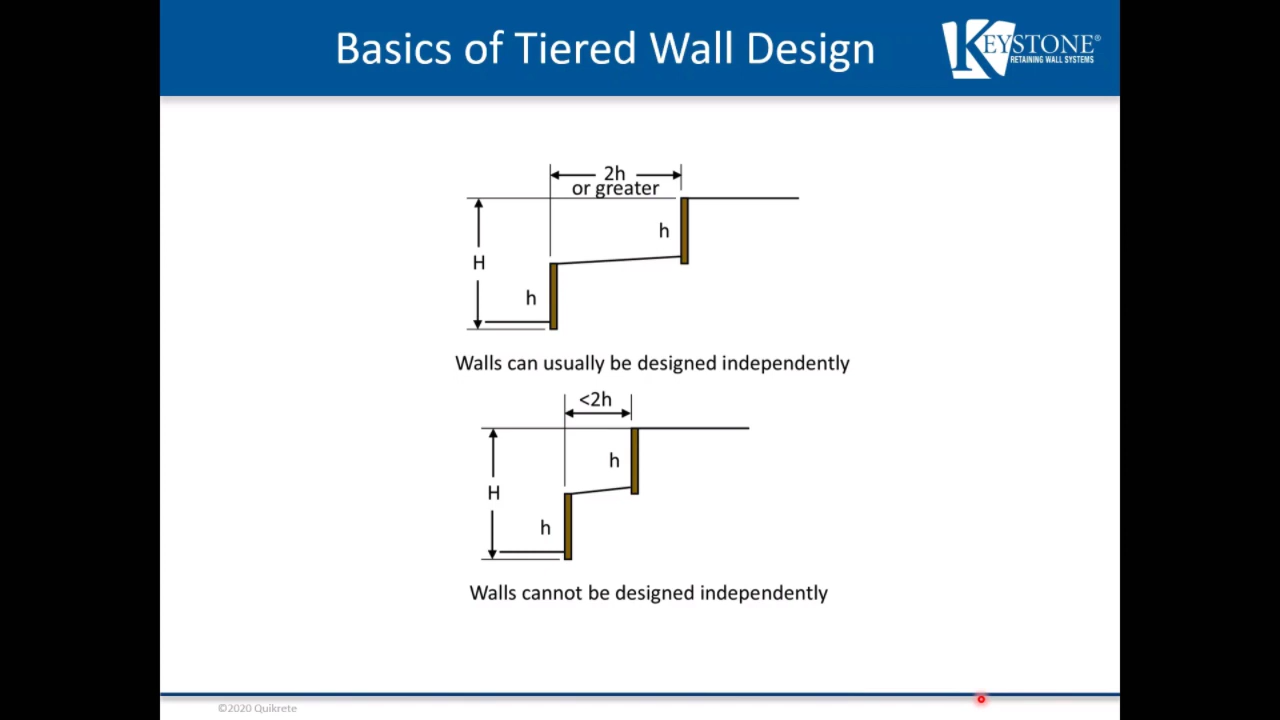 Basics of Tiered Wall Design
KEYSTONE®
RETAINING WALL SYSTEMS
2h
or greater
h
H
h
Walls can usually be designed independently
<2h
h
H
h
Walls cannot be designed independently
©2020 Quikrete